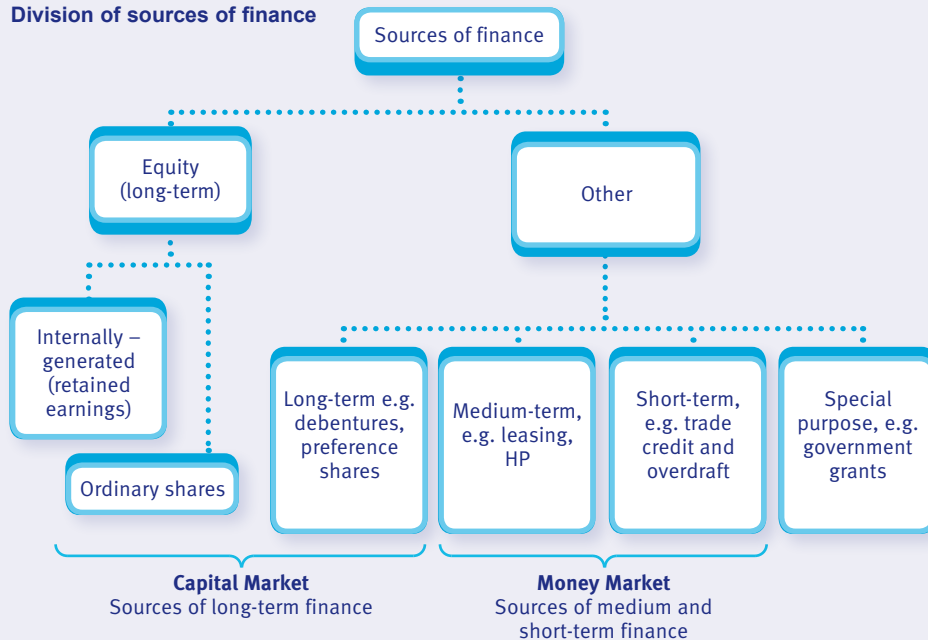 Division of sources of finance
Sources of finance
Equity
(long-term)
Other
Internally –
generated
(retained
earnings)
Ordinary shares
Long-term e.g.
debentures,
preference
shares
Medium-term,
e.g. leasing,
HP
Short-term,
e.g. trade
credit and
overdraft
Special
purpose, e.g.
government
grants
Capital Market
Sources of long-term finance
Money Market
Sources of medium and
short-term finance